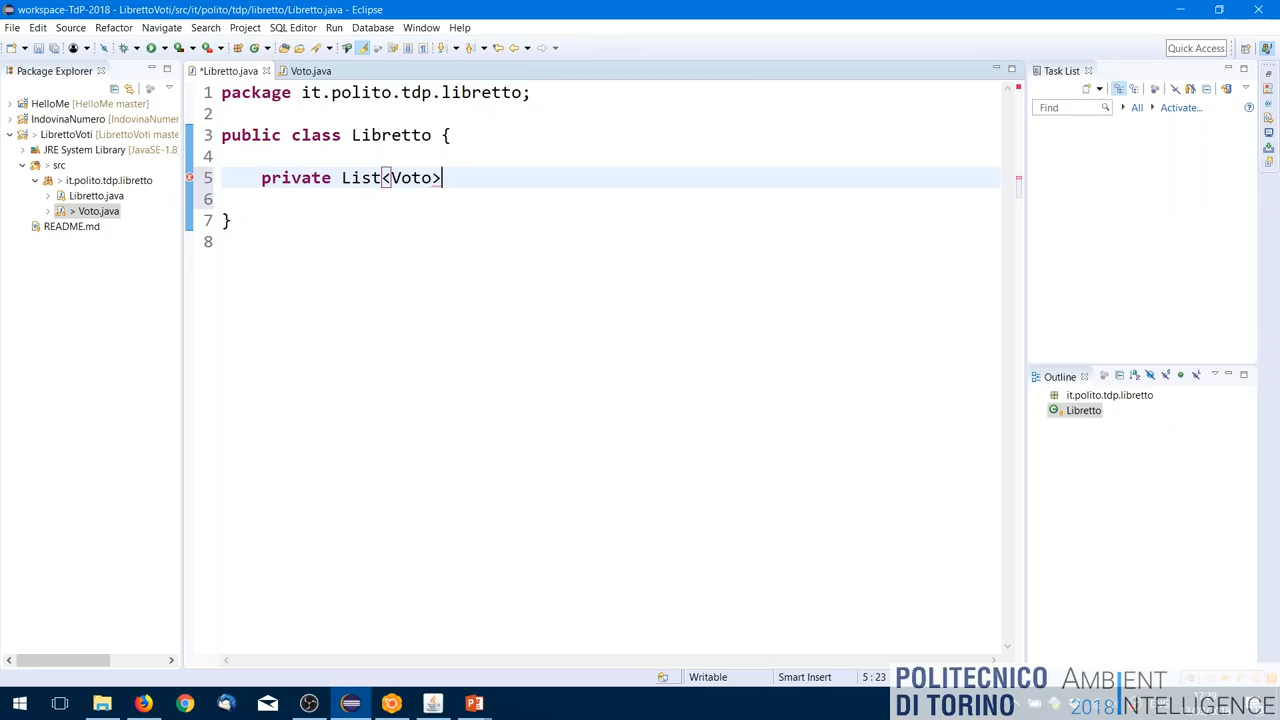 workspace-TdP-2018 - LibrettoVoti/src/it/polito/tdp/libretto/Libretto.java - Eclipse
File Edit Source Refactor Navigate Search Project SQL Editor Run Database Window Help
Quick Access
Package Explorer
*Libretto.java
Voto.java
Task List
HelloMe [HelloMe master]
IndovinaNumero [IndovinaNumero
> LibrettoVoti [LibrettoVoti maste
JRE System Library [JavaSE-1.8
> src
> it.polito.tdp.libretto
Libretto.java
> Voto.java
README.md
1 package it.polito.tdp.libretto;
2
3 public class Libretto {
4
5 private List<Voto>
6
7 }
8
Find
All
Activate...
Outline
it.polito.tdp.libretto
Libretto
Writable
Smart Insert
5 : 23
POLITECNICO
DI TORINO
AMBIENT
2018 INTELLIGENCE